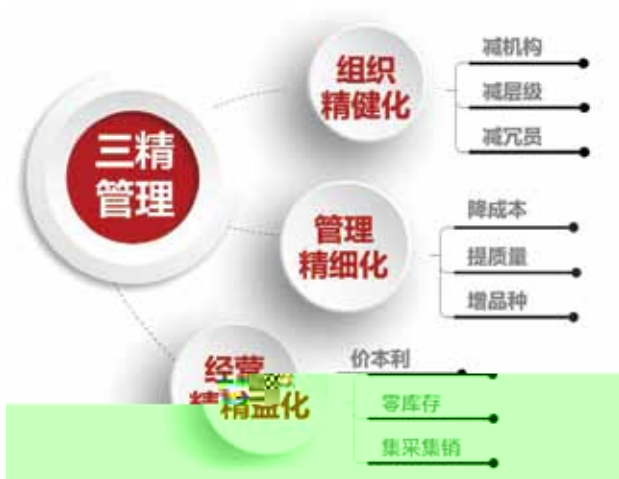 三精
管理
组织
精健化
减机构
减层级
减冗员
管理
精细化
降成本
提质量
增品种
经营
精益化
价本利
零库存
集采集销